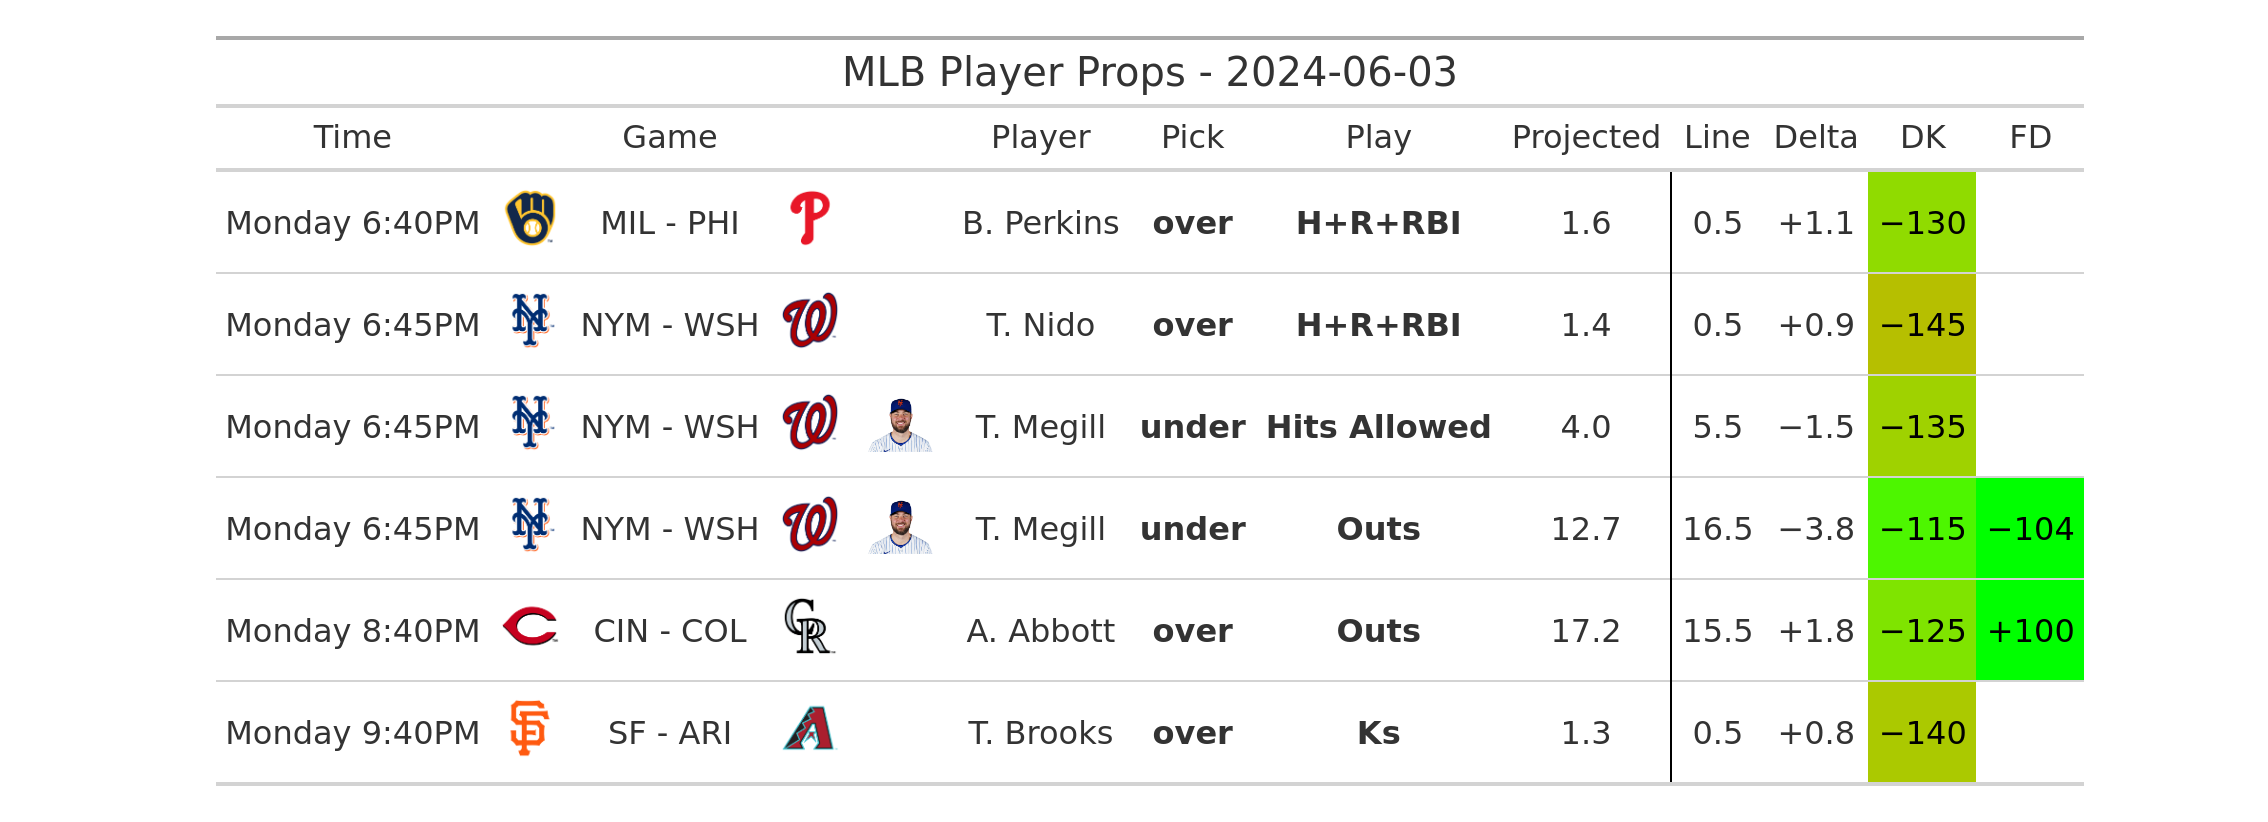 MLB Player Props - 2024-06-03
Time Game Player Pick Play Projected Line Delta DK FD
Monday 6:40PM MIL - PHI B. Perkins over H+R+RBI 1.6 0.5 +1.1 −130
Monday 6:45PM NYM - WSH T. Nido over H+R+RBI 1.4 0.5 +0.9 −145
Monday 6:45PM NYM - WSH T. Megill under Hits Allowed 4.0 5.5 −1.5 −135
Monday 6:45PM NYM - WSH T. Megill under Outs 12.7 16.5 −3.8 −115 −104
Monday 8:40PM CIN - COL A. Abbott over Outs 17.2 15.5 +1.8 −125 +100
Monday 9:40PM SF - ARI T. Brooks over Ks 1.3 0.5 +0.8 −140